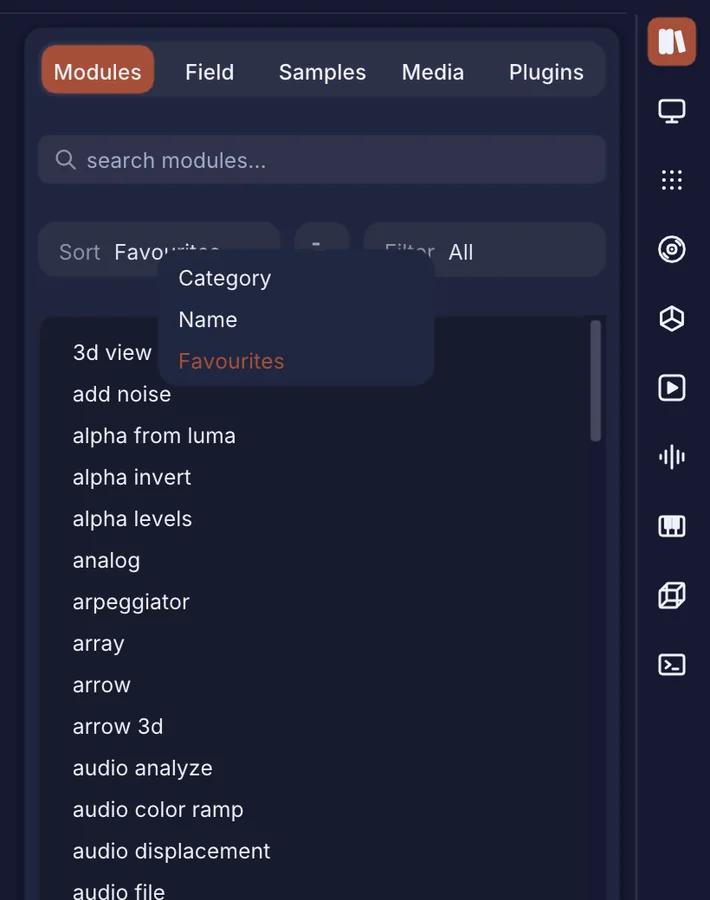 Modules Field Samples Media Plugins
search modules...
Sort Favourites Filter All
Category
Name
Favourites
3d view
add noise
alpha from luma
alpha invert
alpha levels
analog
arpeggiator
array
arrow
arrow 3d
audio analyze
audio color ramp
audio displacement
audio file